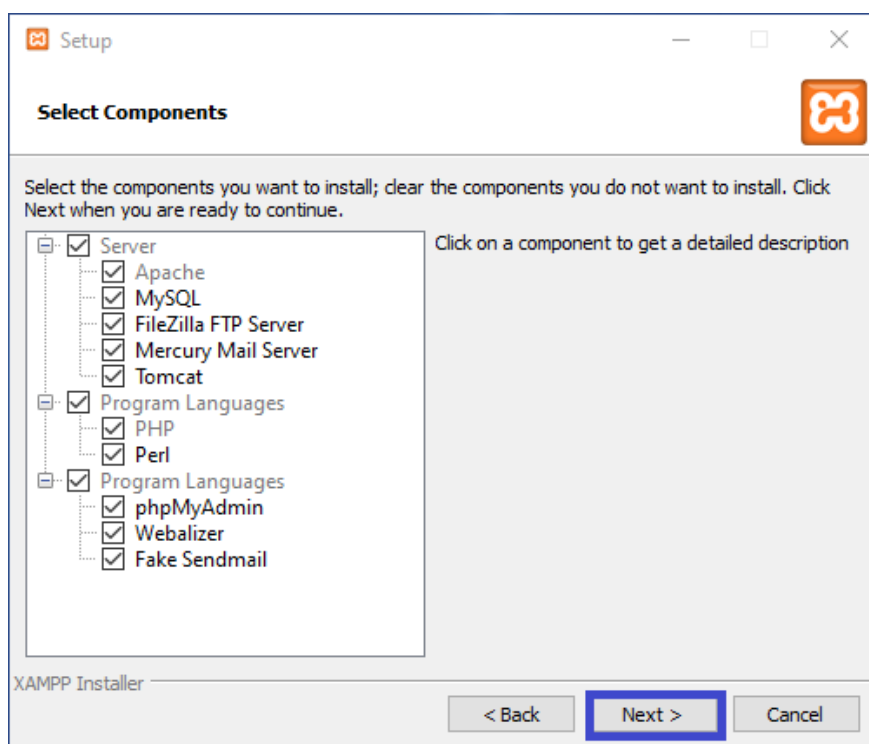 Setup
Select Components
Select the components you want to install; clear the components you do not want to install. Click
Next when you are ready to continue.
Server
Apache
MySQL
FileZilla FTP Server
Mercury Mail Server
Tomcat
Program Languages
PHP
Perl
Program Languages
phpMyAdmin
Webalizer
Fake Sendmail
Click on a component to get a detailed description
XAMPP Installer
< Back
Next >
Cancel